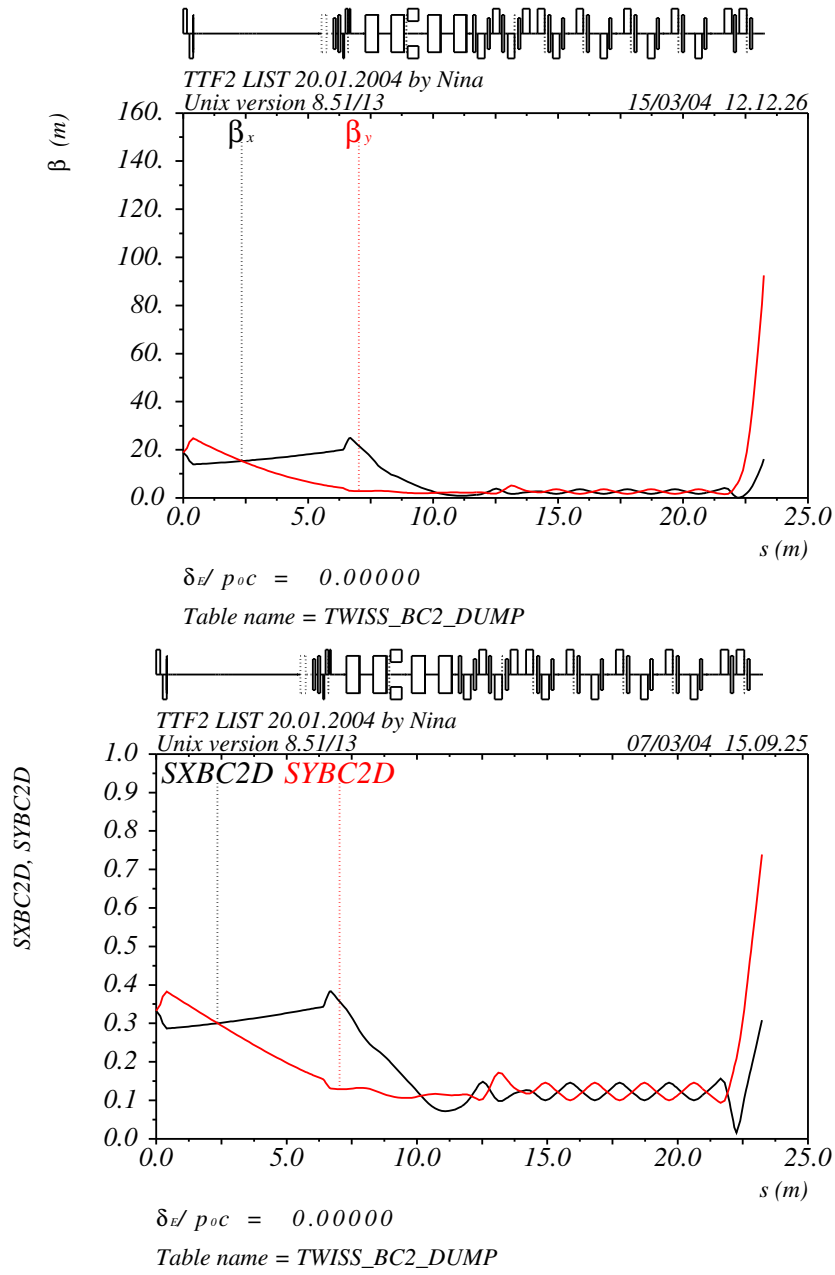 TTF2 LIST 20.01.2004 by Nina
Unix version 8.51/13 15/03/04 12.12.26
β (m)
160.
140.
120.
100.
80.
60.
40.
20.
0.0
βx
βy
0.0 5.0 10.0 15.0 20.0 25.0
s (m)
δE/ p0c = 0.00000
Table name = TWISS_BC2_DUMP
TTF2 LIST 20.01.2004 by Nina
Unix version 8.51/13 07/03/04 15.09.25
SXBC2D, SYBC2D
1.0
0.9
0.8
0.7
0.6
0.5
0.4
0.3
0.2
0.1
0.0
SXBC2D SYBC2D
0.0 5.0 10.0 15.0 20.0 25.0
s (m)
δE/ p0c = 0.00000
Table name = TWISS_BC2_DUMP